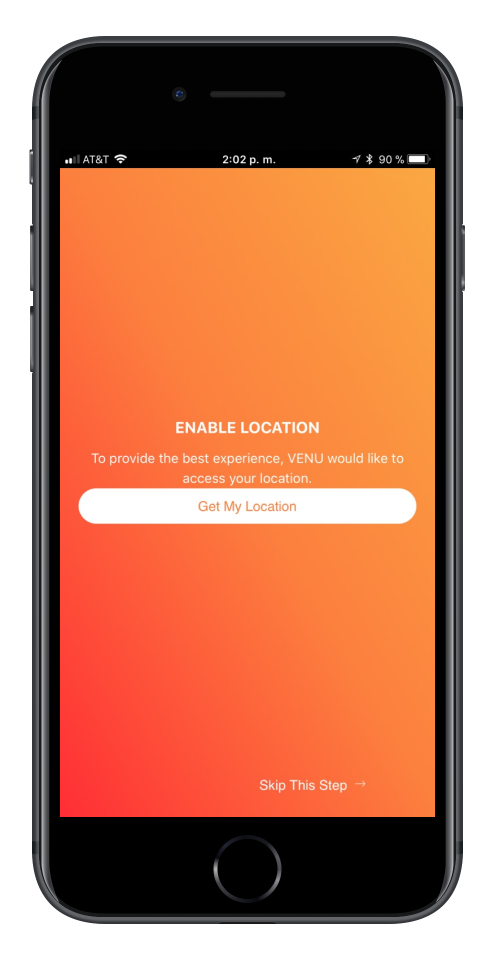 AT&T 2:02 p. m. 90 %
ENABLE LOCATION
To provide the best experience, VENU would like to
access your location.
Get My Location
Skip This Step →